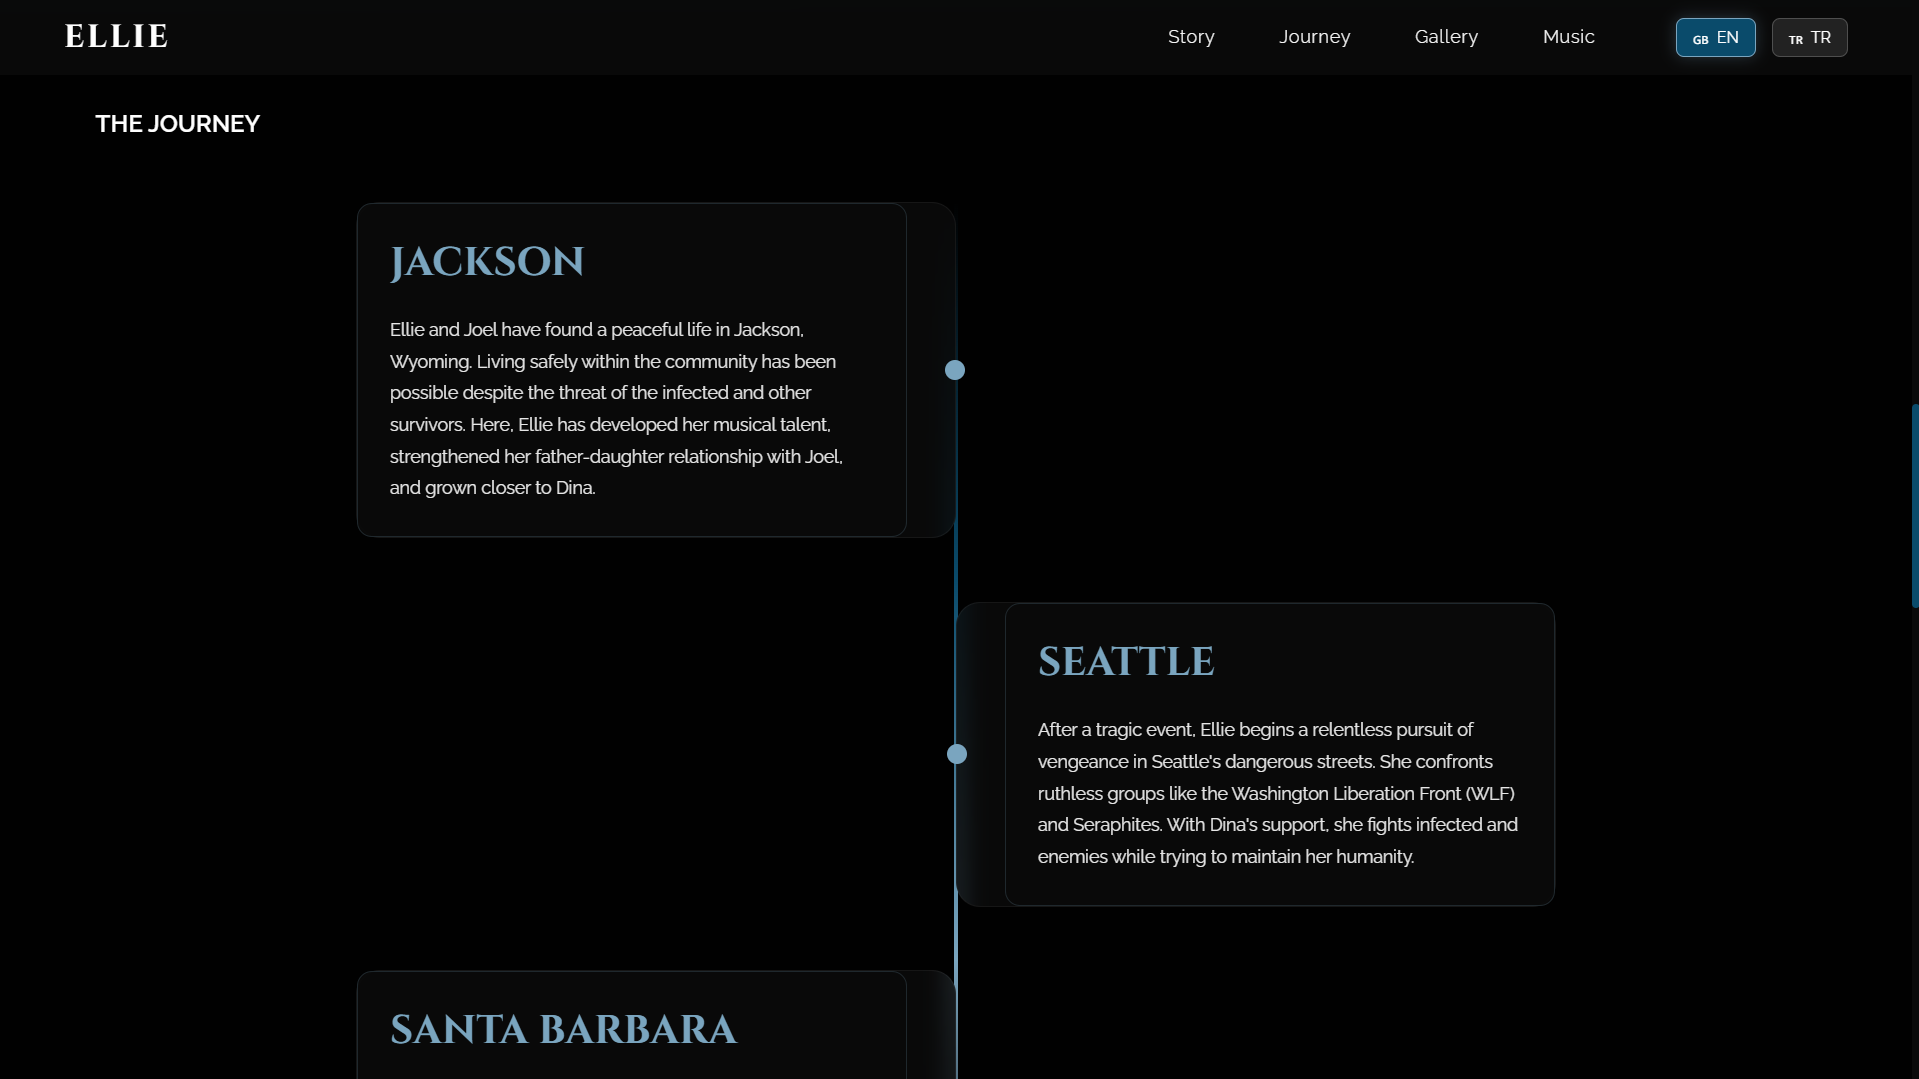 ELLIE
Story
Journey
Gallery
Music
GB EN
TR TR
THE JOURNEY
JACKSON
Ellie and Joel have found a peaceful life in Jackson,
Wyoming. Living safely within the community has been
possible despite the threat of the infected and other
survivors. Here, Ellie has developed her musical talent,
strengthened her father-daughter relationship with Joel,
and grown closer to Dina.
SEATTLE
After a tragic event, Ellie begins a relentless pursuit of
vengeance in Seattle's dangerous streets. She confronts
ruthless groups like the Washington Liberation Front (WLF)
and Seraphites. With Dina's support, she fights infected and
enemies while trying to maintain her humanity.
SANTA BARBARA